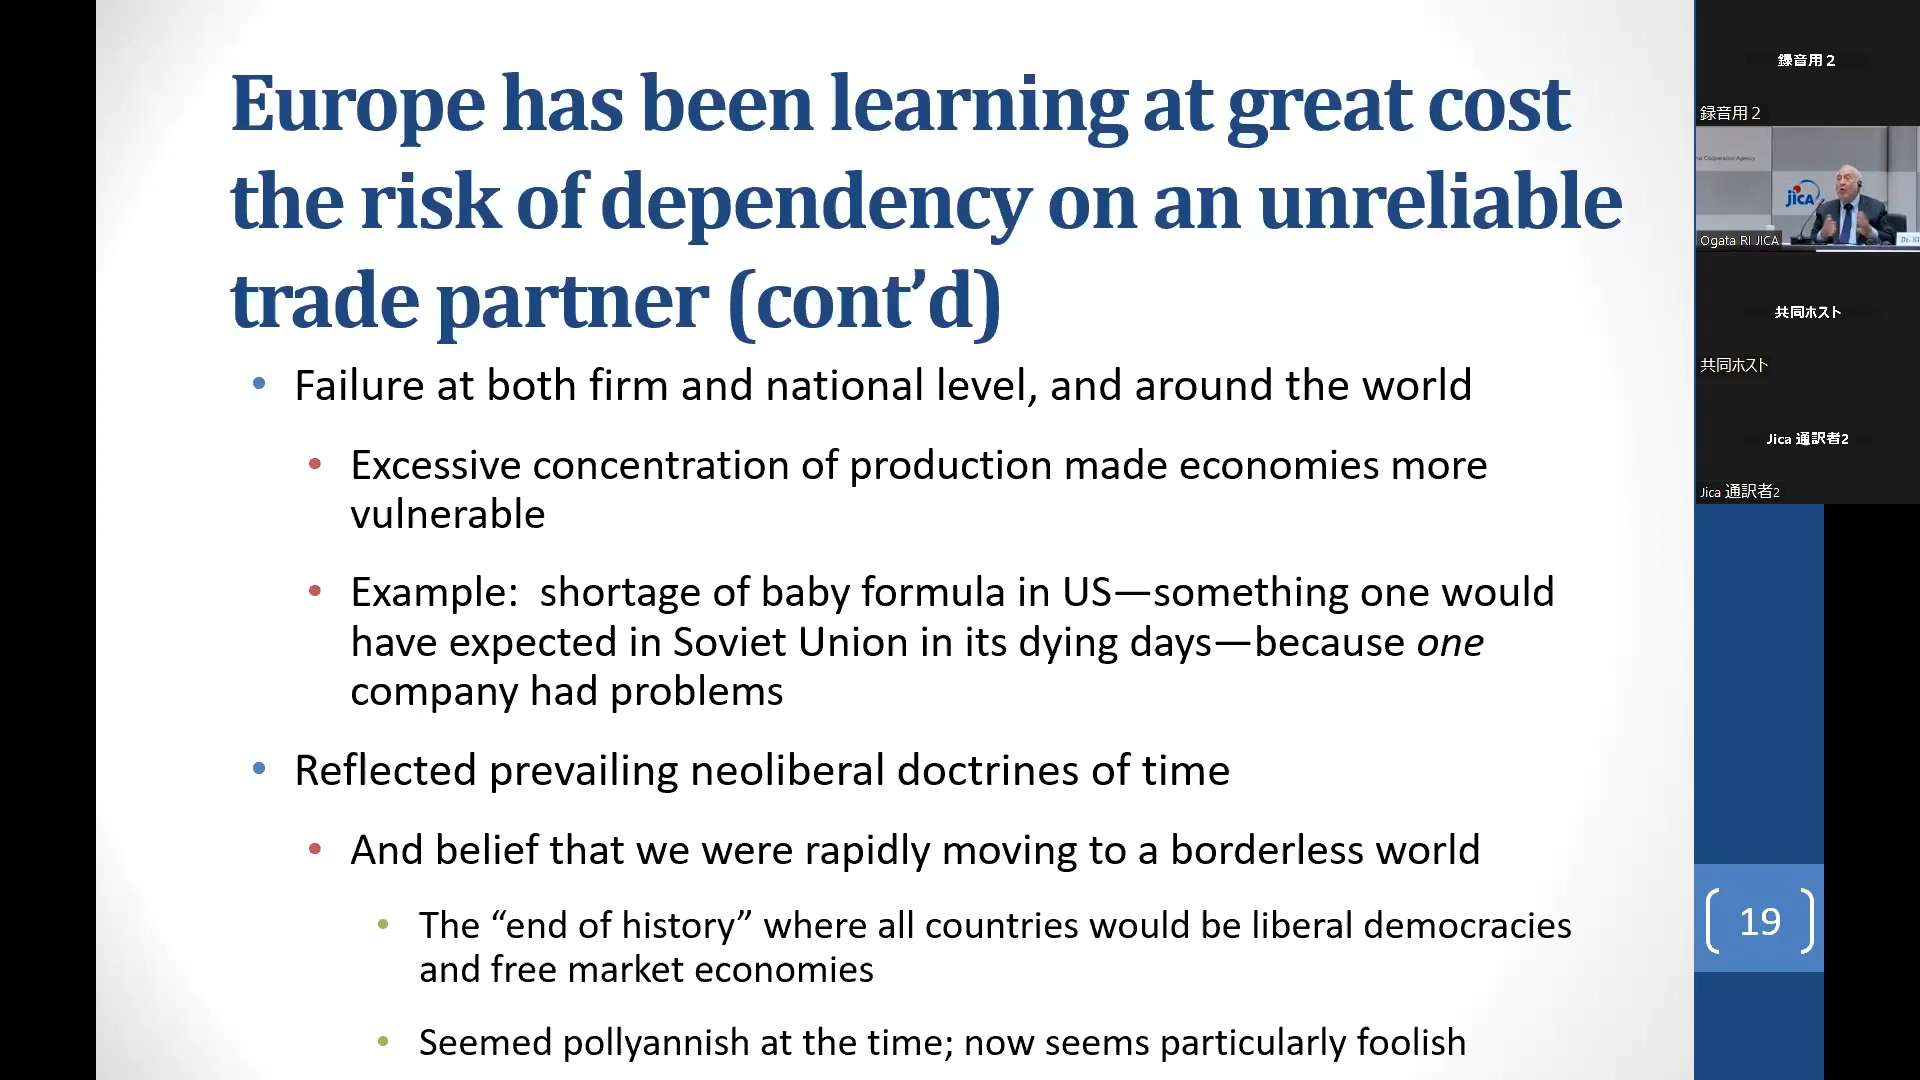 Europe has been learning at great cost
the risk of dependency on an unreliable
trade partner (cont’d)
• Failure at both firm and national level, and around the world
• Excessive concentration of production made economies more
vulnerable
• Example:  shortage of baby formula in US—something one would
have expected in Soviet Union in its dying days—because one
company had problems
• Reflected prevailing neoliberal doctrines of time
• And belief that we were rapidly moving to a borderless world
• The “end of history” where all countries would be liberal democracies
and free market economies
• Seemed pollyannish at the time; now seems particularly foolish
19
録音用２
録音用２
Cooperation Agency
jICA
Dr.
Ogata RI JICA
共同ホスト
共同ホスト
Jica 通訳者2
Jica 通訳者2